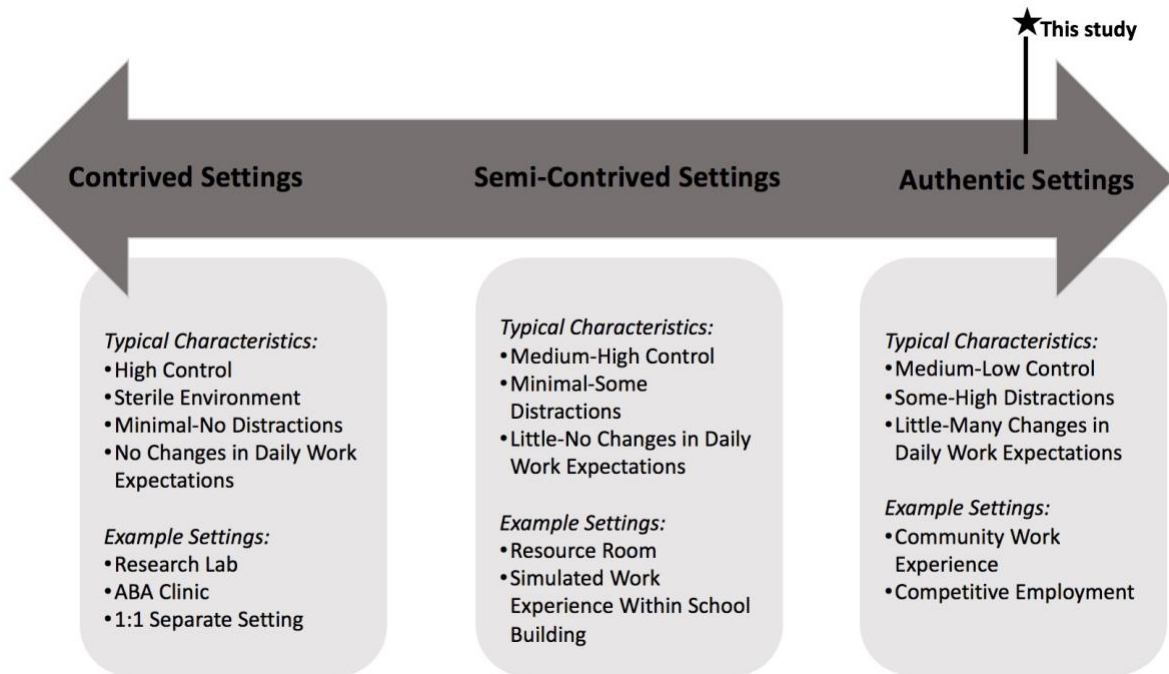 ★This study
Contrived Settings
Semi-Contrived Settings
Authentic Settings
Typical Characteristics:
•High Control
•Sterile Environment
•Minimal-No Distractions
•No Changes in Daily Work
Expectations
Example Settings:
•Research Lab
•ABA Clinic
•1:1 Separate Setting
Typical Characteristics:
•Medium-High Control
•Minimal-Some
Distractions
•Little-No Changes in Daily
Work Expectations
Example Settings:
•Resource Room
•Simulated Work
Experience Within School
Building
Typical Characteristics:
•Medium-Low Control
•Some-High Distractions
•Little-Many Changes in
Daily Work Expectations
Example Settings:
•Community Work
Experience
•Competitive Employment